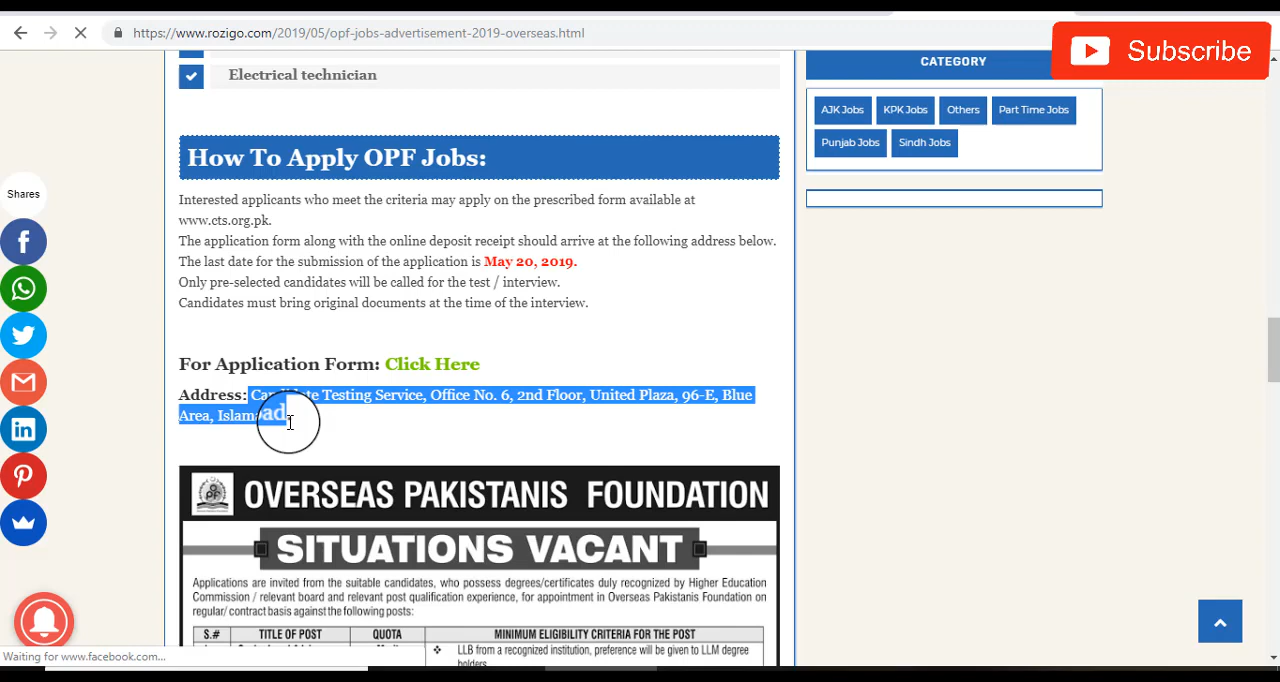 https://www.rozigo.com/2019/05/opf-jobs-advertisement-2019-overseas.html
Subscribe
Electrical technician
CATEGORY
AJK Jobs
KPK Jobs
Others
Part Time Jobs
Punjab Jobs
Sindh Jobs
How To Apply OPF Jobs:
Shares
Interested applicants who meet the criteria may apply on the prescribed form available at
www.cts.org.pk.
The application form along with the online deposit receipt should arrive at the following address below.
The last date for the submission of the application is May 20, 2019.
Only pre-selected candidates will be called for the test / interview.
Candidates must bring original documents at the time of the interview.
For Application Form: Click Here
Address: Candidate Testing Service, Office No. 6, 2nd Floor, United Plaza, 96-E, Blue
Area, Islamad
OVERSEAS PAKISTANIS FOUNDATION
SITUATIONS VACANT
Applications are invited from the suitable candidates, who possess degrees/certificates duly recognized by Higher Education
Commission / relevant board and relevant post qualification experience, for appointment in Overseas Pakistanis Foundation on
regular/ contract basis against the following posts:
S.# TITLE OF POST QUOTA MINIMUM ELIGIBILITY CRITERIA FOR THE POST
LLB from a recognized institution, preference will be given to LLM degree
holders.
Waiting for www.facebook.com...